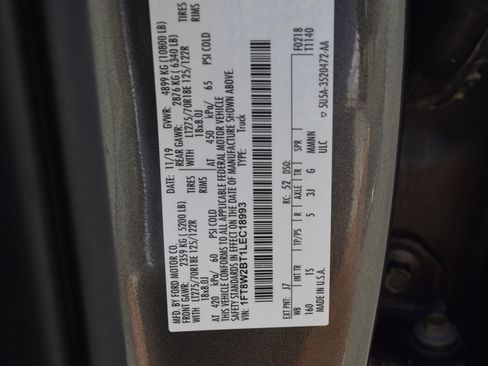 MFD. BY FORD MOTOR CO.
DATE: 11/19 GVWR: 4899 KG (10800 LB)
FRONT GAWR: 2359 KG (5200 LB) REAR GAWR: 2876 KG (6340 LB)
LT275/70R18E 125/122R TIRES WITH LT275/70R18E 125/122R TIRES
18x8.0J RIMS 18x8.0J RIMS
AT 420 kPa/ 60 PSI COLD AT 450 kPa/ 65 PSI COLD
THIS VEHICLE CONFORMS TO ALL APPLICABLE FEDERAL MOTOR VEHICLE
SAFETY STANDARDS IN EFFECT ON THE DATE OF MANUFACTURE SHOWN ABOVE.
VIN: 1FT8W2BT1LEC18993 TYPE: Truck
F0218
T1140
EXT PNT: J7 RC: 52 DSO:
WB INT TR TP/PS R AXLE TR SPR
160 1S 5 3J G MMNN
MADE IN U.S.A. ULC
5U5A-3520472-AA